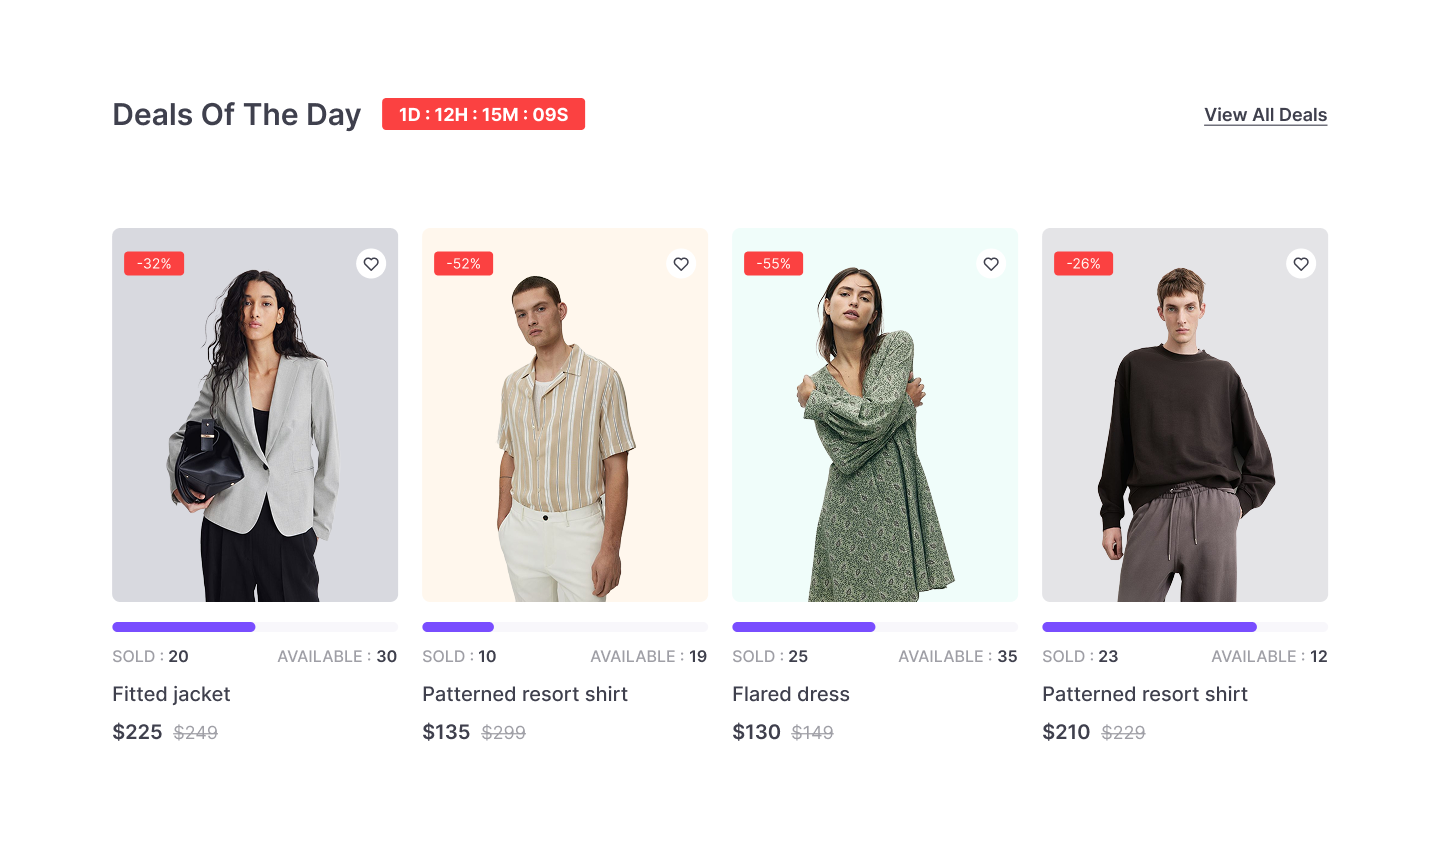 Deals Of The Day
1D : 12H : 15M : 09S
View All Deals
-32%
-52%
-55%
-26%
SOLD : 20
AVAILABLE : 30
Fitted jacket
$225 $249
SOLD : 10
AVAILABLE : 19
Patterned resort shirt
$135 $299
SOLD : 25
AVAILABLE : 35
Flared dress
$130 $149
SOLD : 23
AVAILABLE : 12
Patterned resort shirt
$210 $229